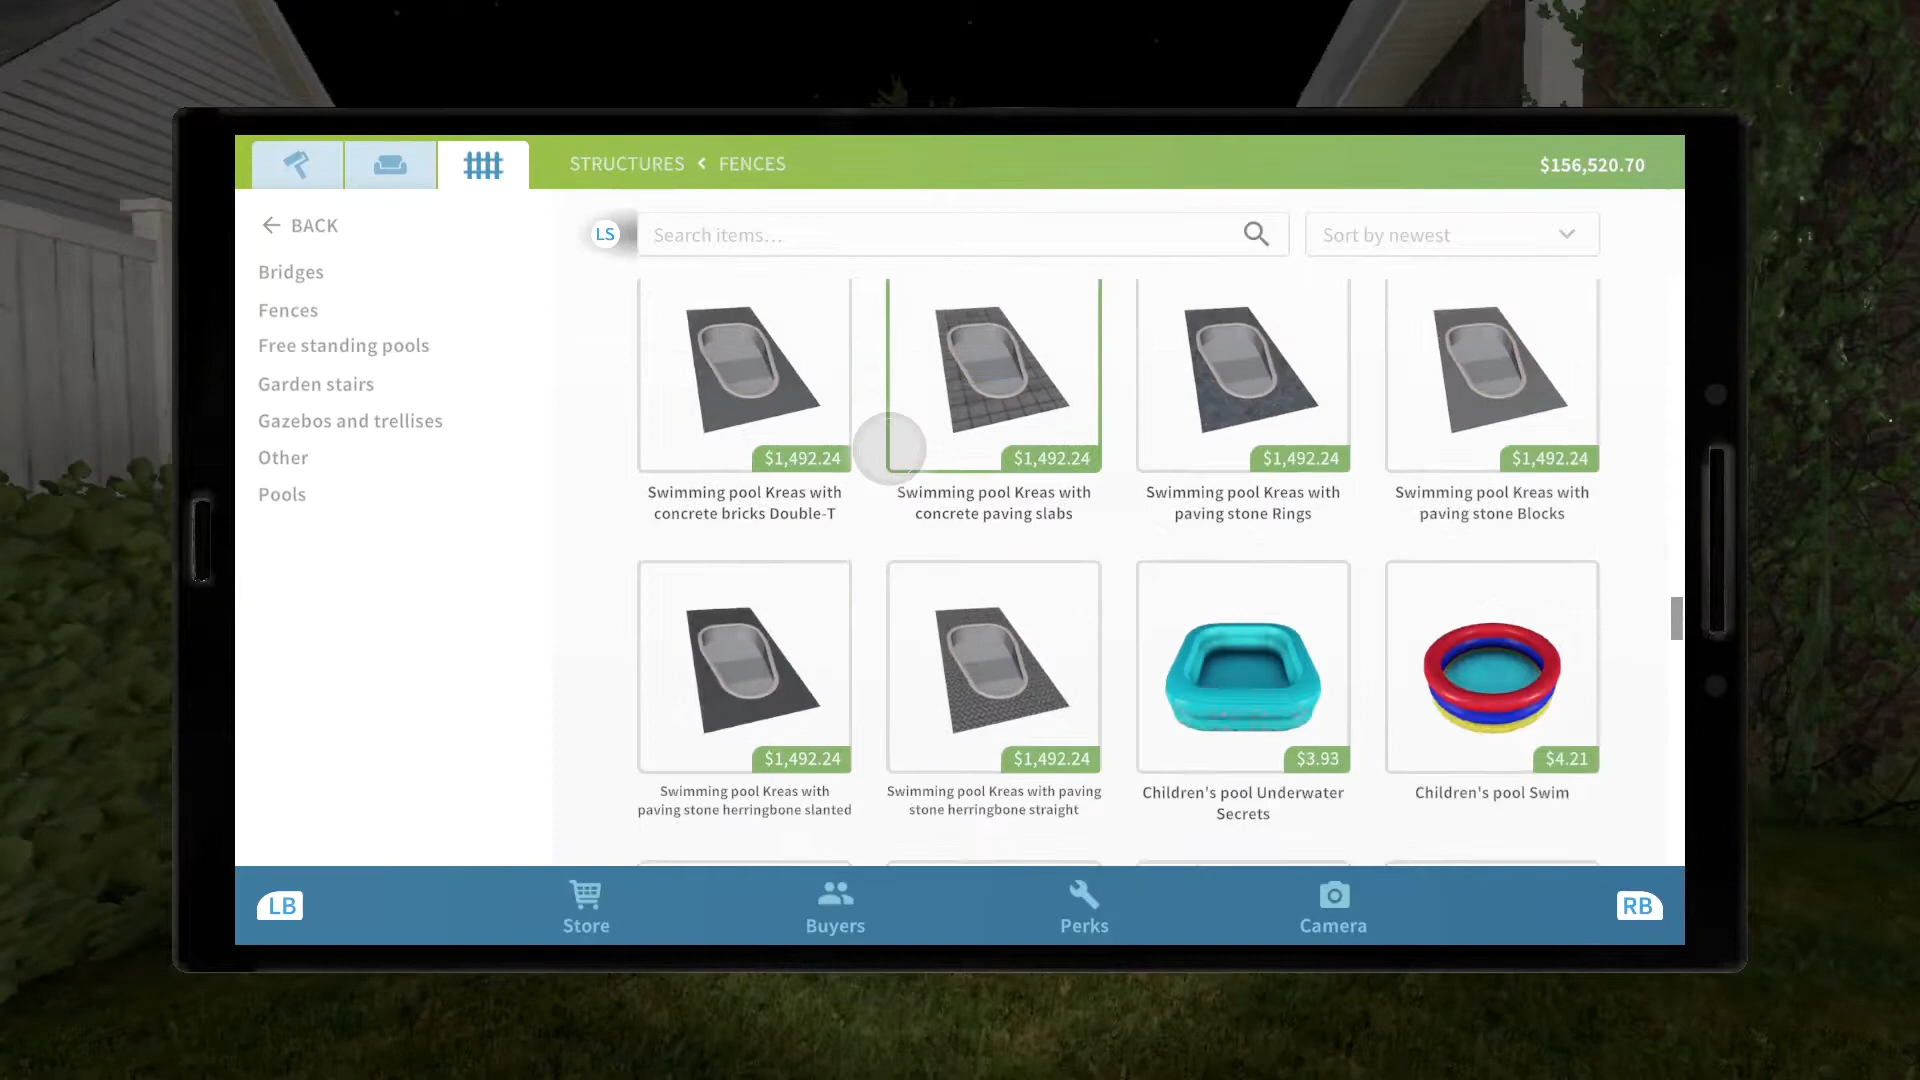 STRUCTURES < FENCES
$156,520.70
BACK
LS
Search items...
Sort by newest
Bridges
Fences
Free standing pools
Garden stairs
Gazebos and trellises
Other
Pools
$1,492.24
$1,492.24
$1,492.24
$1,492.24
Swimming pool Kreas with
concrete bricks Double-T
Swimming pool Kreas with
concrete paving slabs
Swimming pool Kreas with
paving stone Rings
Swimming pool Kreas with
paving stone Blocks
$1,492.24
$1,492.24
$3.93
$4.21
Swimming pool Kreas with
paving stone herringbone slanted
Swimming pool Kreas with paving
stone herringbone straight
Children's pool Underwater
Secrets
Children's pool Swim
LB
Store
Buyers
Perks
Camera
RB